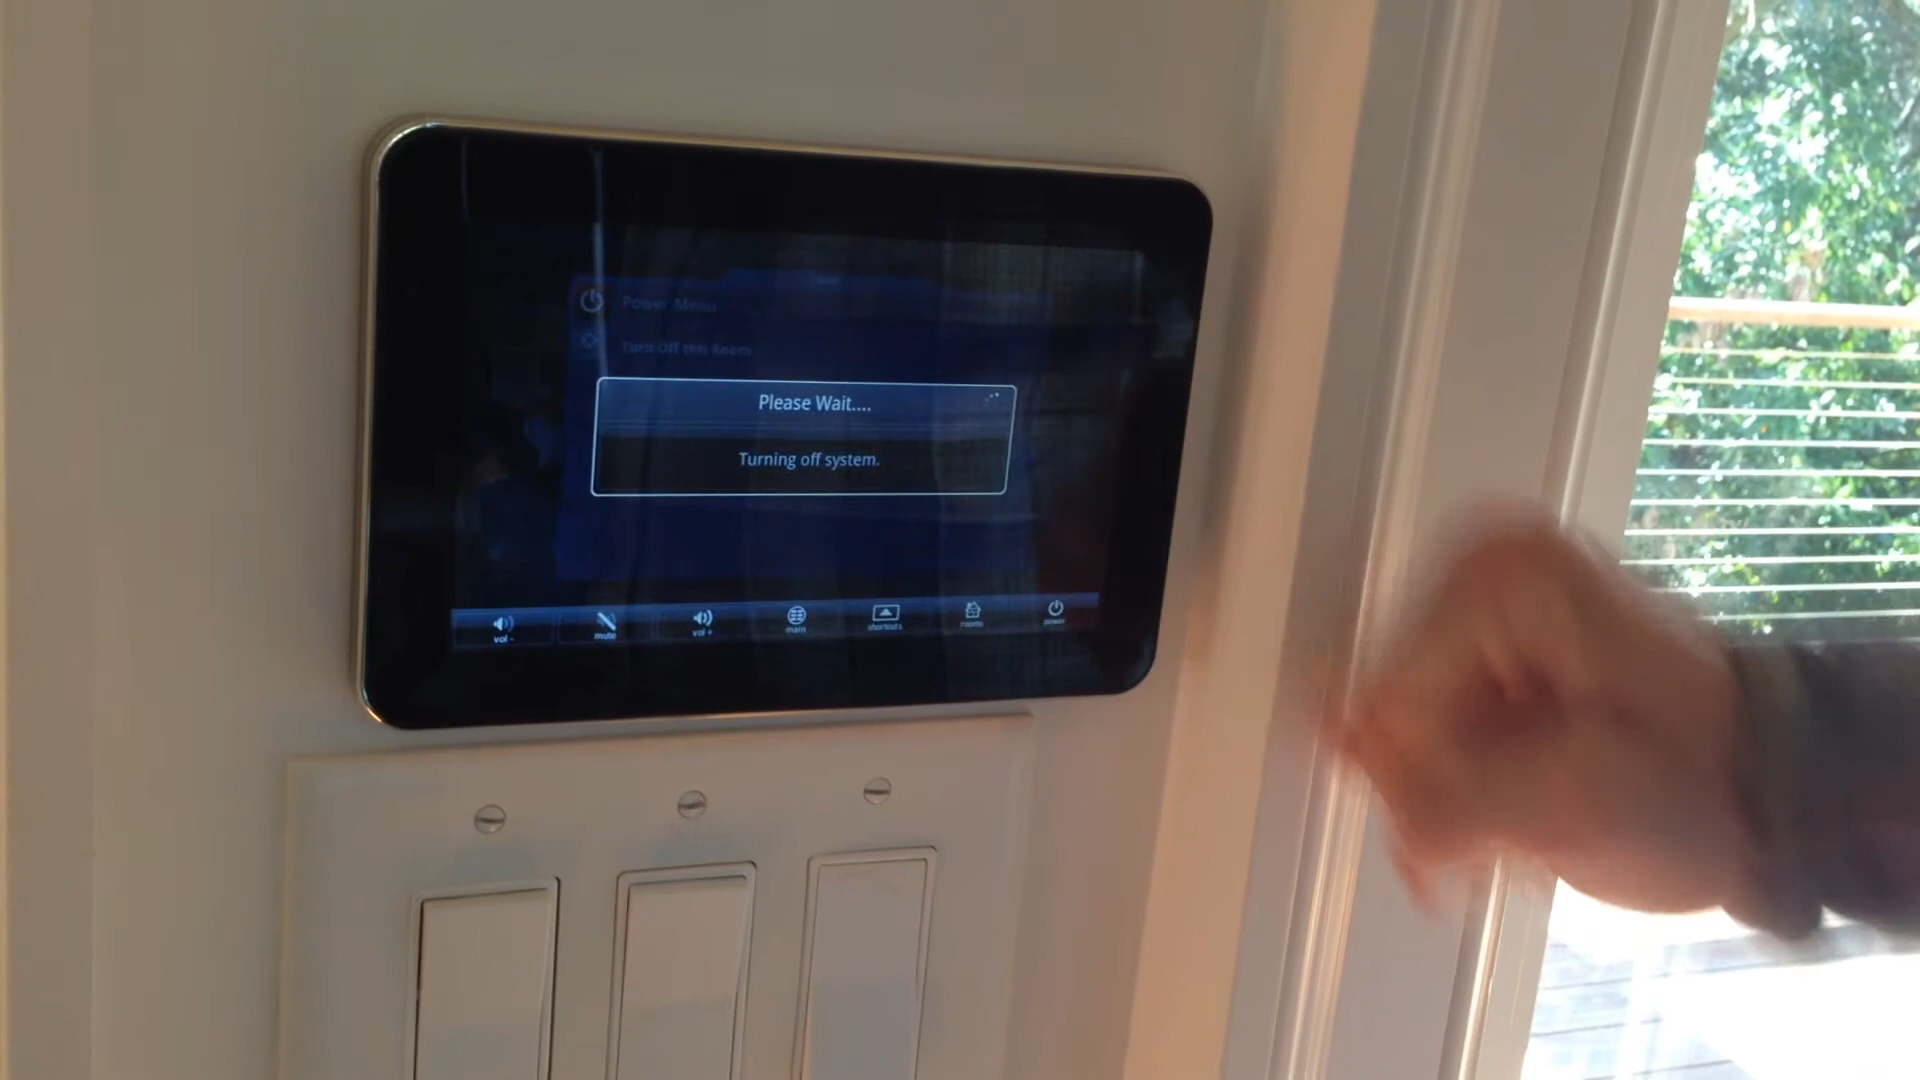 Power Menu
Turn Off this Room
Please Wait....
Turning off system.
vol -
mute
vol +
main
shortcuts
rooms
power